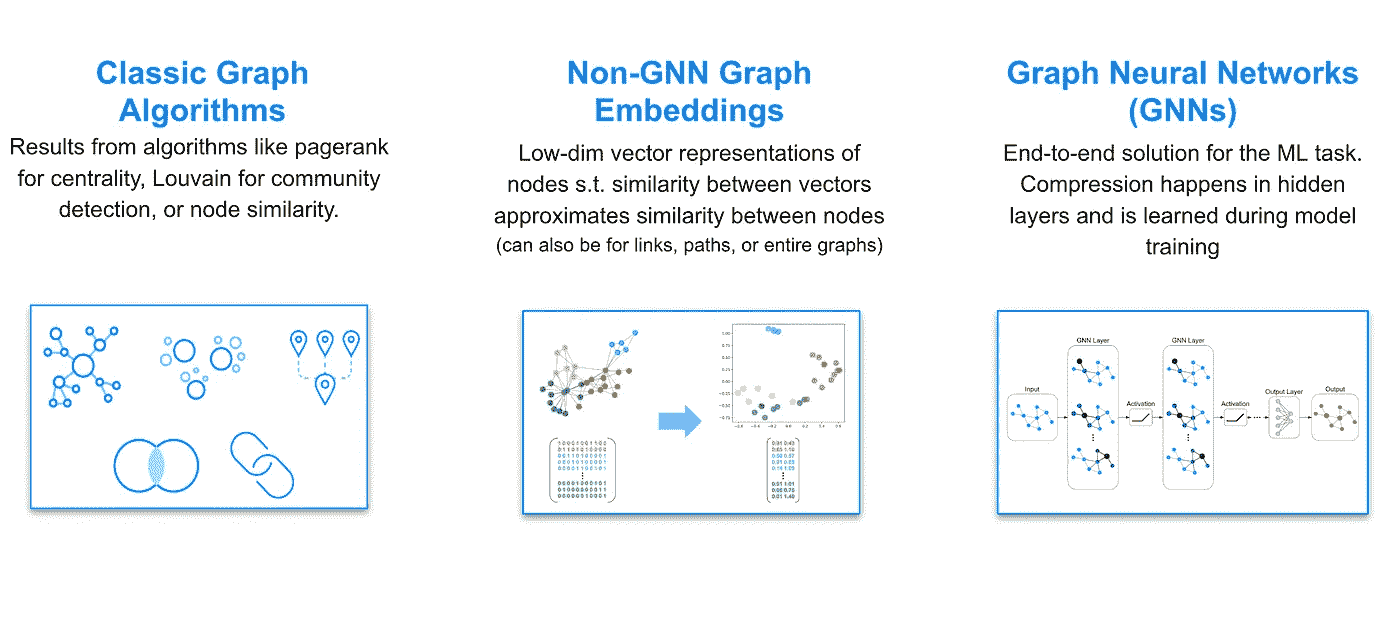 Classic Graph
Algorithms
Results from algorithms like pagerank
for centrality, Louvain for community
detection, or node similarity.
Non-GNN Graph
Embeddings
Low-dim vector representations of
nodes s.t. similarity between vectors
approximates similarity between nodes
(can also be for links, paths, or entire graphs)
Graph Neural Networks
(GNNs)
End-to-end solution for the ML task.
Compression happens in hidden
layers and is learned during model
training
GNN Layer
GNN Layer
Input
Activation
Activation
Output Layer
Output